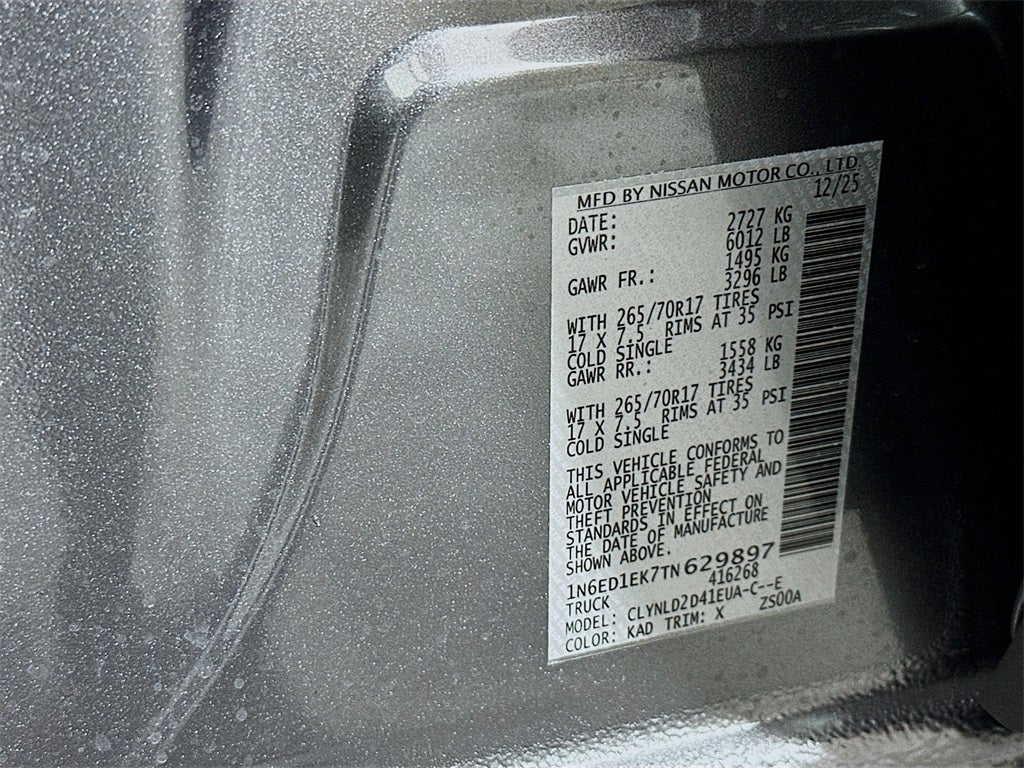 MFD BY NISSAN MOTOR CO., LTD.
DATE: 12/25
GVWR: 2727 KG
6012 LB
GAWR FR.: 1495 KG
3296 LB
WITH 265/70R17 TIRES
17 X 7.5 RIMS AT 35 PSI
COLD SINGLE
GAWR RR.: 1558 KG
3434 LB
WITH 265/70R17 TIRES
17 X 7.5 RIMS AT 35 PSI
COLD SINGLE
THIS VEHICLE CONFORMS TO
ALL APPLICABLE FEDERAL
MOTOR VEHICLE SAFETY AND
THEFT PREVENTION
STANDARDS IN EFFECT ON
THE DATE OF MANUFACTURE
SHOWN ABOVE.
1N6ED1EK7TN629897
TRUCK 416268
MODEL: CLYNLD2D41EUA-C--E
COLOR: KAD TRIM: X ZS00A